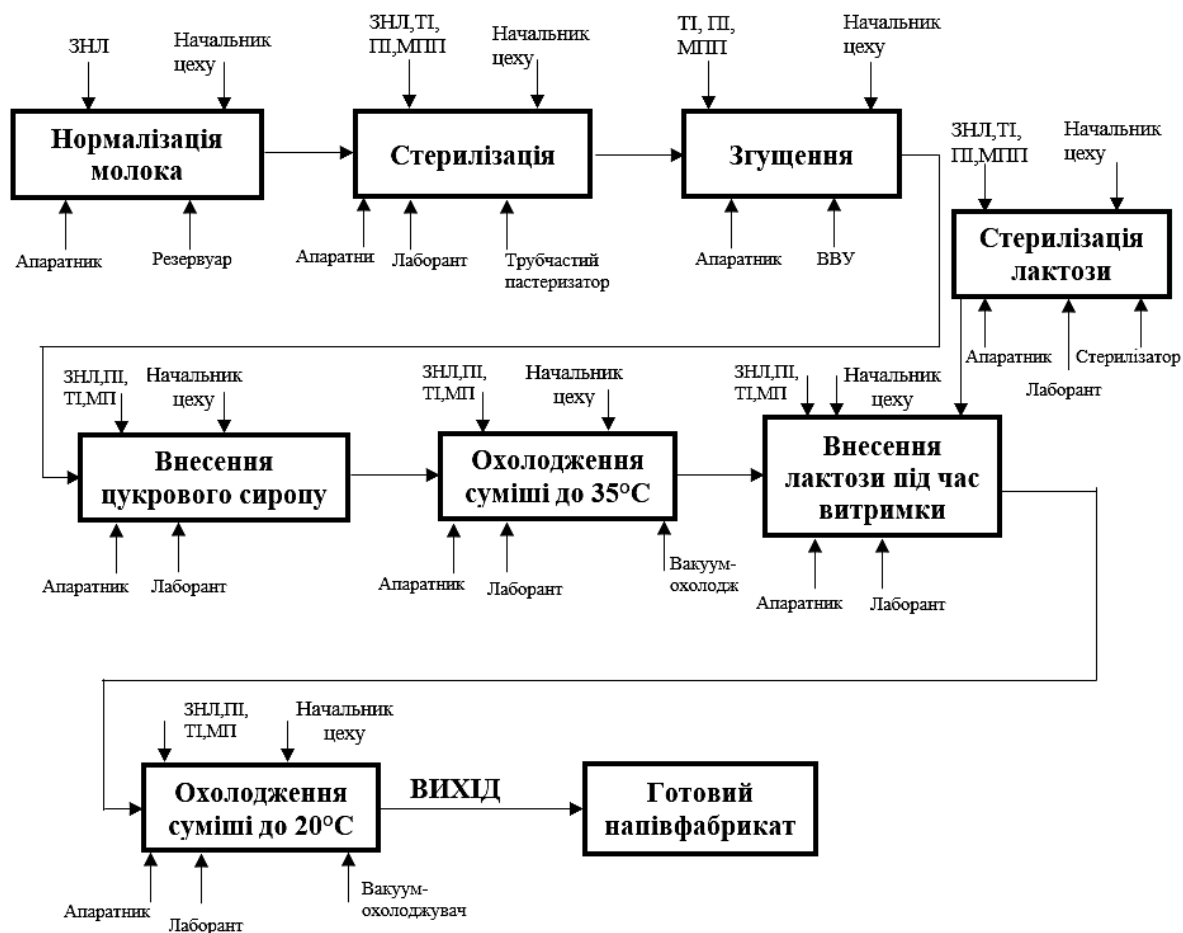 ЗНЛ
Начальник
цеху
Нормалізація
молока
Апаратник
Резервуар
ЗНЛ,ТІ,
ПІ,МПП
Начальник
цеху
Стерилізація
Апаратни
Лаборант
Трубчастий
пастеризатор
ТІ, ПІ,
МПП
Начальник
цеху
Згущення
Апаратник
ВВУ
ЗНЛ,ТІ,
ПІ,МПП
Начальник
цеху
Стерилізація
лактози
Апаратник
Лаборант
Стерилізатор
ЗНЛ,ПІ,
ТІ,МП
Начальник
цеху
Внесення
цукрового сиропу
Апаратник
Лаборант
ЗНЛ,ПІ,
ТІ,МП
Начальник
цеху
Охолодження
суміші до 35°С
Апаратник
Лаборант
Вакуум-
охолодж
ЗНЛ,ПІ,
ТІ,МП
Начальник
цеху
Внесення
лактози під час
витримки
Апаратник
Лаборант
ЗНЛ,ПІ,
ТІ,МП
Начальник
цеху
Охолодження
суміші до 20°С
Апаратник
Лаборант
Вакуум-
охолоджувач
ВИХІД
Готовий
напівфабрикат